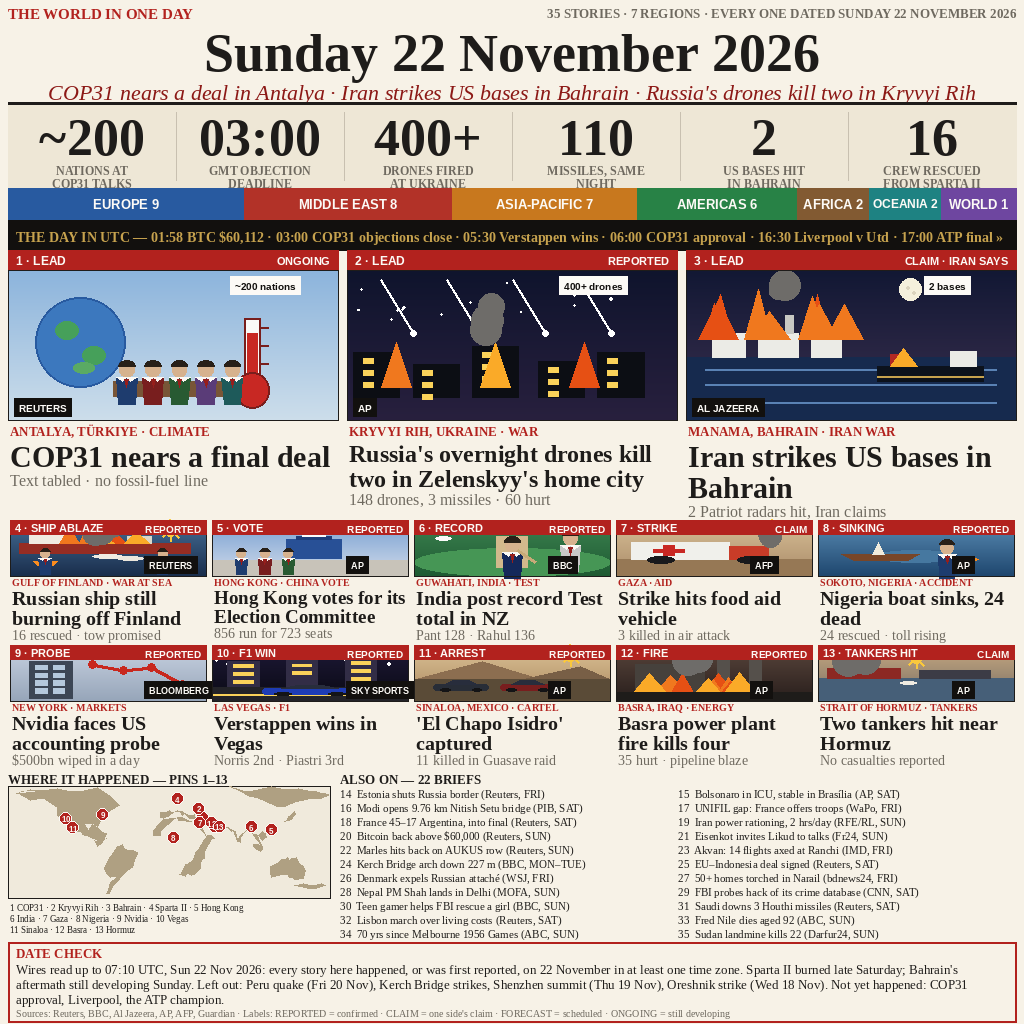 THE WORLD IN ONE DAY
35 STORIES · 7 REGIONS · EVERY ONE DATED SUNDAY 22 NOVEMBER 2026
Sunday 22 November 2026
COP31 nears a deal in Antalya · Iran strikes US bases in Bahrain · Russia's drones kill two in Kryvyi Rih
~200
NATIONS AT
COP31 TALKS
03:00
GMT OBJECTION
DEADLINE
400+
DRONES FIRED
AT UKRAINE
110
MISSILES, SAME
NIGHT
2
US BASES HIT
IN BAHRAIN
16
CREW RESCUED
FROM SPARTA II
EUROPE 9
MIDDLE EAST 8
ASIA-PACIFIC 7
AMERICAS 6
AFRICA 2
OCEANIA 2
WORLD 1
THE DAY IN UTC — 01:58 BTC $60,112 · 03:00 COP31 objections close · 05:30 Verstappen wins · 06:00 COP31 approval · 16:30 Liverpool v Utd · 17:00 ATP final »
1 · LEAD
ONGOING
~200 nations
REUTERS
ANTALYA, TÜRKIYE · CLIMATE
COP31 nears a final deal
Text tabled · no fossil-fuel line
2 · LEAD
REPORTED
400+ drones
AP
KRYVYI RIH, UKRAINE · WAR
Russia's overnight drones kill
two in Zelenskyy's home city
148 drones, 3 missiles · 60 hurt
3 · LEAD
CLAIM · IRAN SAYS
2 bases
AL JAZEERA
MANAMA, BAHRAIN · IRAN WAR
Iran strikes US bases in
Bahrain
2 Patriot radars hit, Iran claims
4 · SHIP ABLAZE
REPORTED
REUTERS
GULF OF FINLAND · WAR AT SEA
Russian ship still
burning off Finland
16 rescued · tow promised
5 · VOTE
REPORTED
AP
HONG KONG · CHINA VOTE
Hong Kong votes for its
Election Committee
856 run for 723 seats
6 · RECORD
REPORTED
BBC
GUWAHATI, INDIA · TEST
India post record Test
total in NZ
Pant 128 · Rahul 136
7 · STRIKE
CLAIM
AFP
GAZA · AID
Strike hits food aid
vehicle
3 killed in air attack
8 · SINKING
REPORTED
AP
SOKOTO, NIGERIA · ACCIDENT
Nigeria boat sinks, 24
dead
24 rescued · toll rising
9 · PROBE
REPORTED
BLOOMBERG
NEW YORK · MARKETS
Nvidia faces US
accounting probe
$500bn wiped in a day
10 · F1 WIN
REPORTED
SKY SPORTS
LAS VEGAS · F1
Verstappen wins in
Vegas
Norris 2nd · Piastri 3rd
11 · ARREST
REPORTED
AP
SINALOA, MEXICO · CARTEL
'El Chapo Isidro'
captured
11 killed in Guasave raid
12 · FIRE
REPORTED
AP
BASRA, IRAQ · ENERGY
Basra power plant
fire kills four
35 hurt · pipeline blaze
13 · TANKERS HIT
CLAIM
AP
STRAIT OF HORMUZ · TANKERS
Two tankers hit near
Hormuz
No casualties reported
WHERE IT HAPPENED — PINS 1–13
4
2
9
10
11
7
13
6
5
8
1 COP31 · 2 Kryvyi Rih · 3 Bahrain · 4 Sparta II · 5 Hong Kong
6 India · 7 Gaza · 8 Nigeria · 9 Nvidia · 10 Vegas
11 Sinaloa · 12 Basra · 13 Hormuz
ALSO ON — 22 BRIEFS
14 Estonia shuts Russia border (Reuters, FRI)
15 Bolsonaro in ICU, stable in Brasília (AP, SAT)
16 Modi opens 9.76 km Nitish Setu bridge (PIB, SAT)
17 UNIFIL gap: France offers troops (WaPo, FRI)
18 France 45–17 Argentina, into final (Reuters, SAT)
19 Iran power rationing, 2 hrs/day (RFE/RL, SUN)
20 Bitcoin back above $60,000 (Reuters, SUN)
21 Eisenkot invites Likud to talks (Fr24, SUN)
22 Marles hits back on AUKUS row (Reuters, SUN)
23 Akvan: 14 flights axed at Ranchi (IMD, FRI)
24 Kerch Bridge arch down 227 m (BBC, MON–TUE)
25 EU–Indonesia deal signed (Reuters, SAT)
26 Denmark expels Russian attaché (WSJ, FRI)
27 50+ homes torched in Narail (bdnews24, FRI)
28 Nepal PM Shah lands in Delhi (MOFA, SUN)
29 FBI probes hack of its crime database (CNN, SAT)
30 Teen gamer helps FBI rescue a girl (BBC, SUN)
31 Saudi downs 3 Houthi missiles (Reuters, SAT)
32 Lisbon march over living costs (Reuters, SAT)
33 Fred Nile dies aged 92 (ABC, SUN)
34 70 yrs since Melbourne 1956 Games (ABC, SUN)
35 Sudan landmine kills 22 (Darfur24, SUN)
DATE CHECK
Wires read up to 07:10 UTC, Sun 22 Nov 2026: every story here happened, or was first reported, on 22 November in at least one time zone. Sparta II burned late Saturday; Bahrain's
aftermath still developing Sunday. Left out: Peru quake (Fri 20 Nov), Kerch Bridge strikes, Shenzhen summit (Thu 19 Nov), Oreshnik strike (Wed 18 Nov). Not yet happened: COP31
approval, Liverpool, the ATP champion.
Sources: Reuters, BBC, Al Jazeera, AP, AFP, Guardian · Labels: REPORTED = confirmed · CLAIM = one side's claim · FORECAST = scheduled · ONGOING = still developing